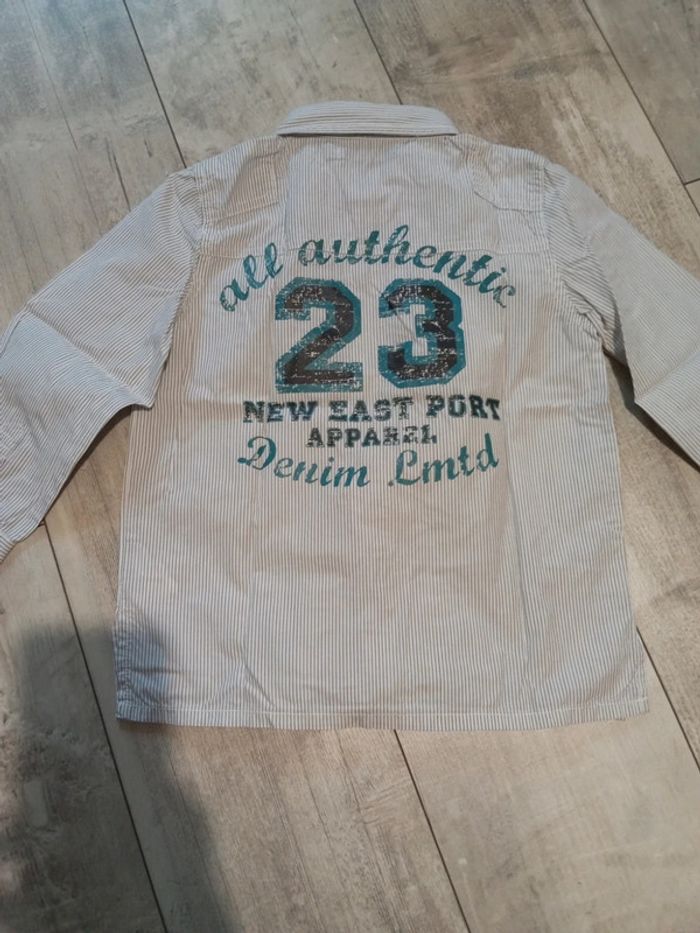 all authentic
23
NEW EAST PORT
APPAREL
Denim Lmtd